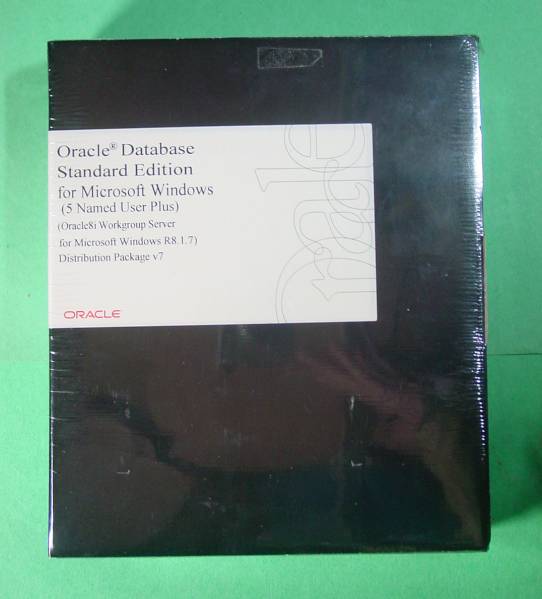 Oracle® Database
Standard Edition
for Microsoft Windows
(5 Named User Plus)
(Oracle8i Workgroup Server
for Microsoft Windows R8.1.7)
Distribution Package v7
ORACLE
oracle